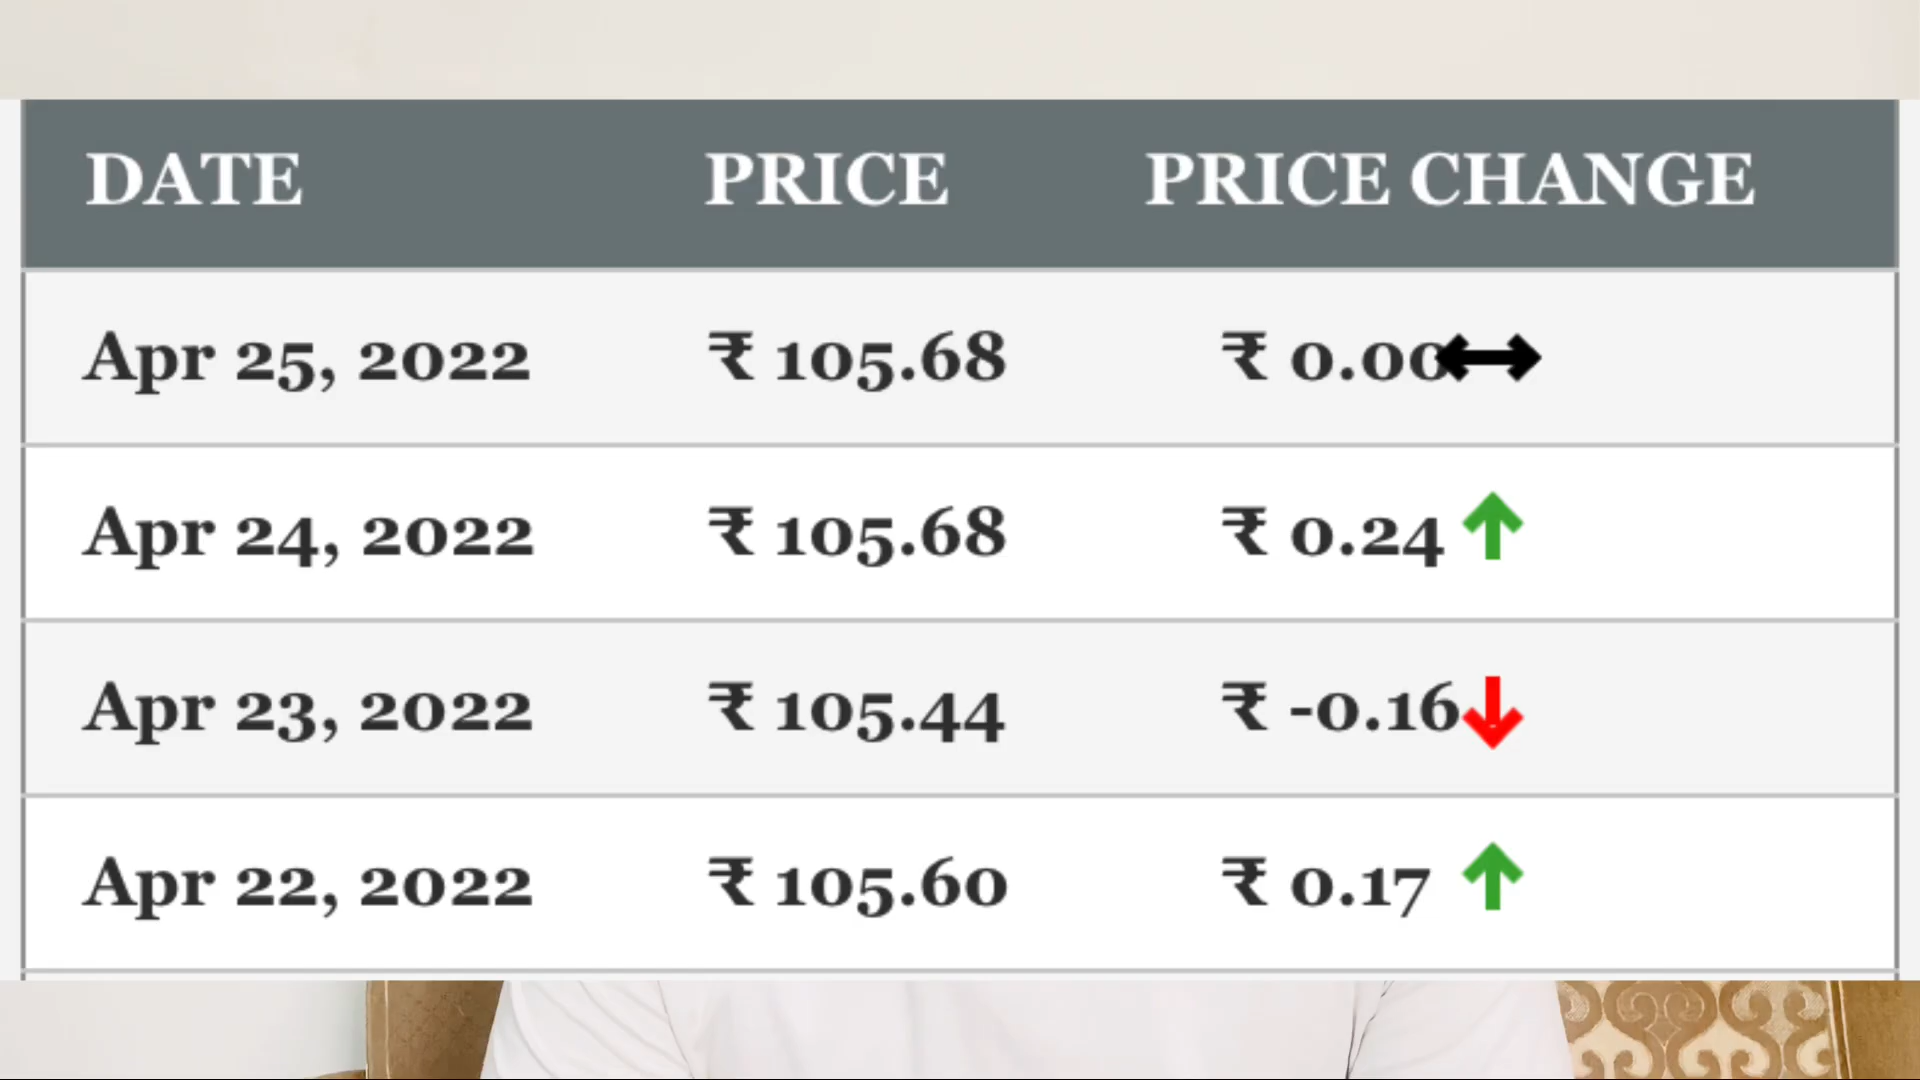 DATE PRICE PRICE CHANGE
Apr 25, 2022 ₹ 105.68 ₹ 0.00
Apr 24, 2022 ₹ 105.68 ₹ 0.24
Apr 23, 2022 ₹ 105.44 ₹ -0.16
Apr 22, 2022 ₹ 105.60 ₹ 0.17